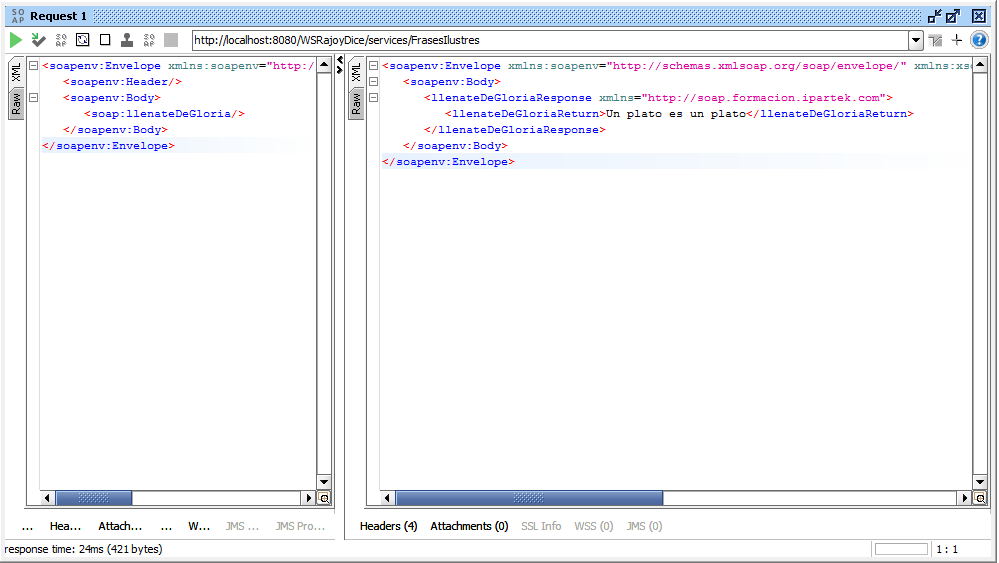 SO AP Request 1
http://localhost:8080/WSRajoyDice/services/FrasesIlustres
XML
Raw
<soapenv:Envelope xmlns:soapenv="http:/
<soapenv:Header/>
<soapenv:Body>
<soap:llenateDeGloria/>
</soapenv:Body>
</soapenv:Envelope>
XML
Raw
<soapenv:Envelope xmlns:soapenv="http://schemas.xmlsoap.org/soap/envelope/" xmlns:xs
<soapenv:Body>
<llenateDeGloriaResponse xmlns="http://soap.formacion.ipartek.com">
<llenateDeGloriaReturn>Un plato es un plato</llenateDeGloriaReturn>
</llenateDeGloriaResponse>
</soapenv:Body>
</soapenv:Envelope>
... Hea... Attach... ... W... JMS ... JMS Pro...
Headers (4) Attachments (0) SSL Info WSS (0) JMS (0)
response time: 24ms (421 bytes)
1 : 1